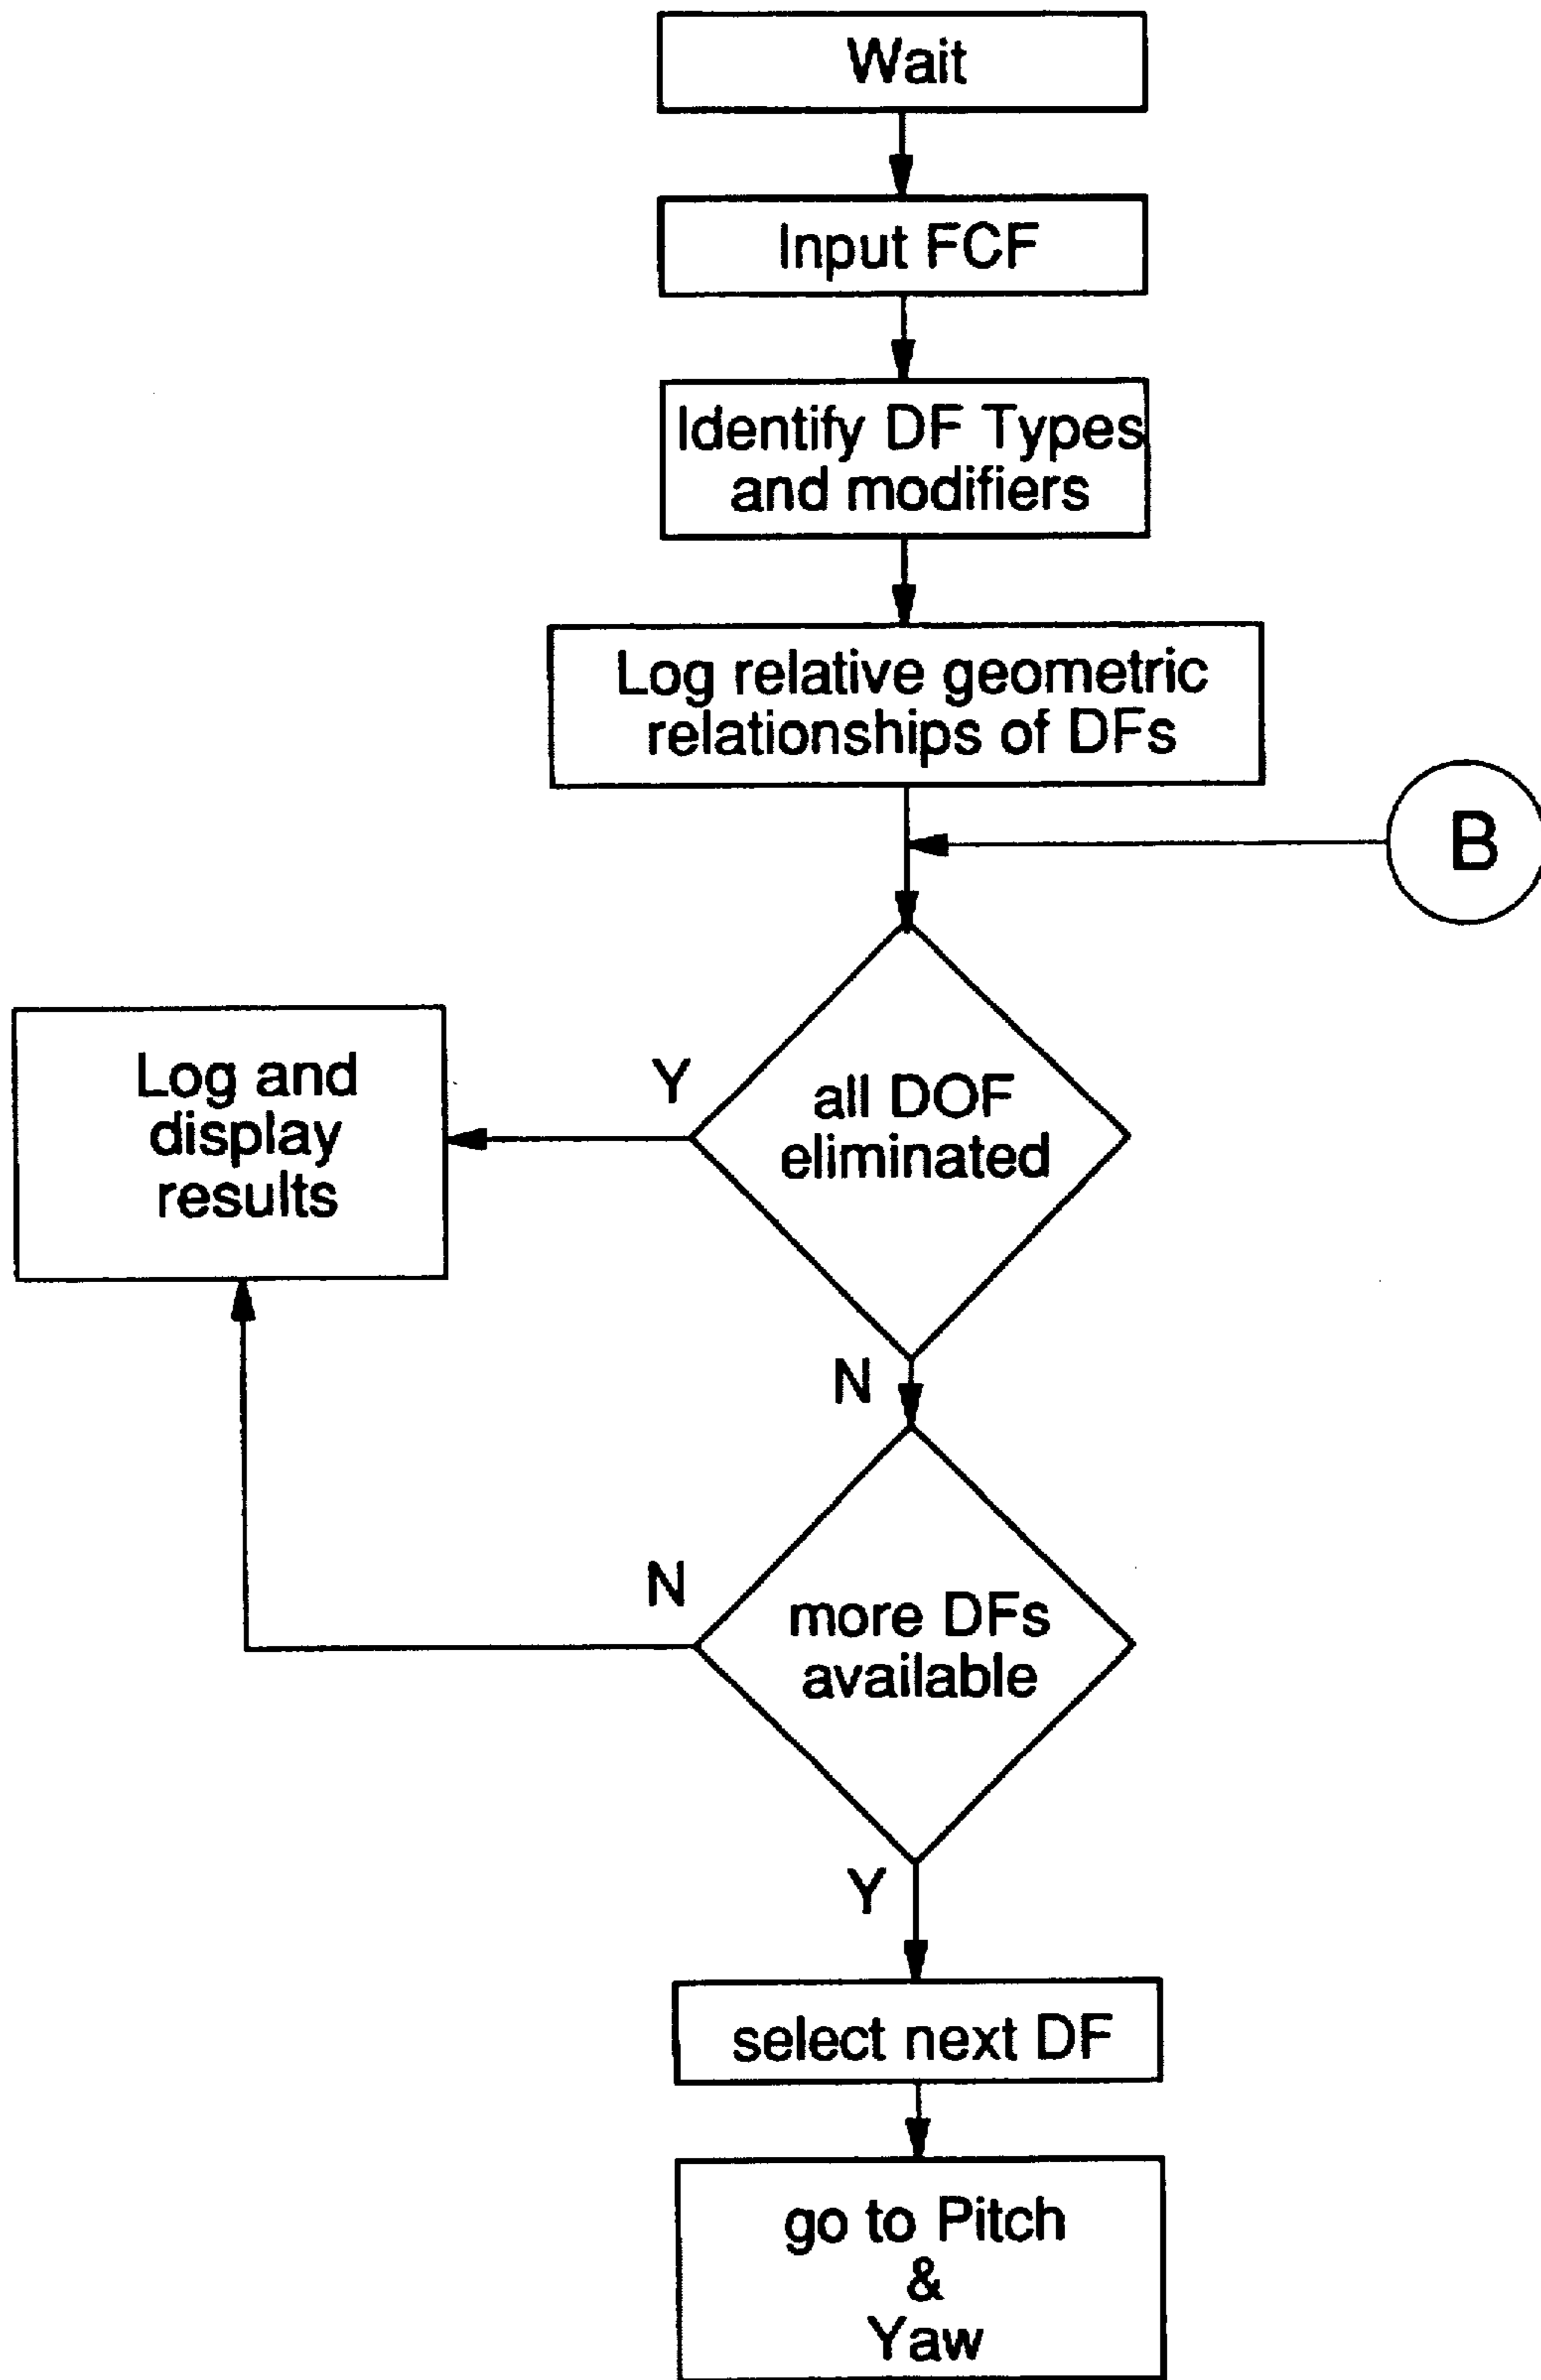 Wait
Input FCF
Identify DF Types
and modifiers
Log relative geometric
relationships of DFs
B
Log and
display
results
Y
all DOF
eliminated
N
N
more DFs
available
Y
select next DF
go to Pitch
&
Yaw